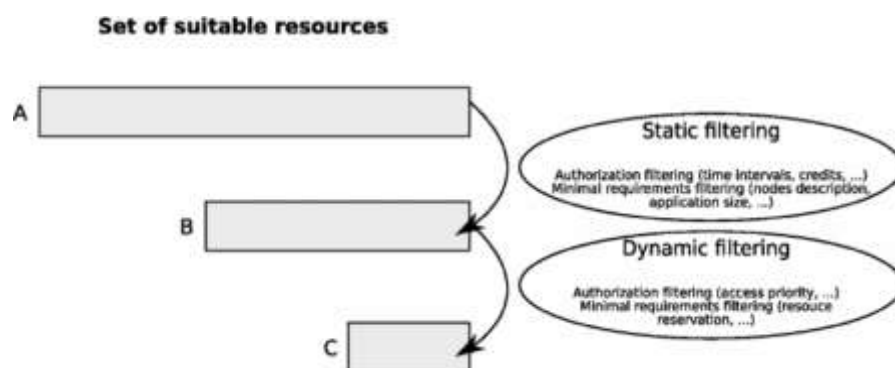 Set of suitable resources
A
Static filtering
Authorization filtering (time intervals, credits, ...)
Minimal requirements filtering (nodes description,
application size, ...)
B
Dynamic filtering
Authorization filtering (access priority, ...)
Minimal requirements filtering (resouce
reservation, ...)
C